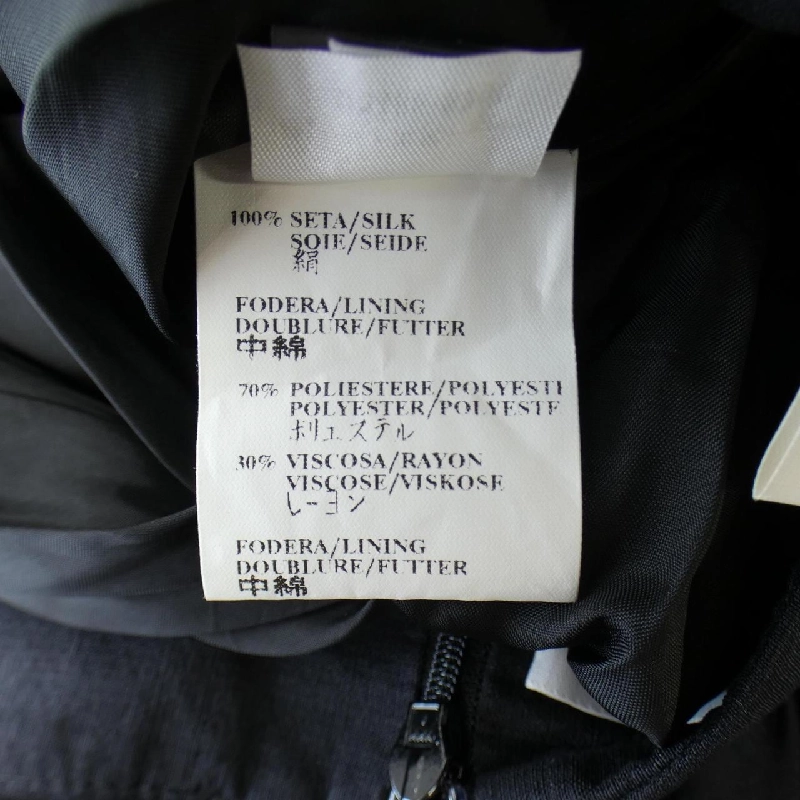 100% SETA/SILK
SOIE/SEIDE
絹
FODERA/LINING
DOUBLURE/FUTTER
中綿
70% POLIESTERE/POLYESTE
POLYESTER/POLYESTE
ポリエステル
30% VISCOSA/RAYON
VISCOSE/VISKOSE
レーヨン
FODERA/LINING
DOUBLURE/FUTTER
中綿